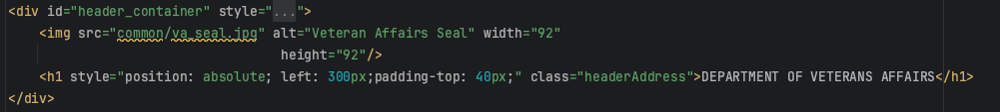 <div id="header_container" style="...">
<img src="common/va_seal.jpg" alt="Veteran Affairs Seal" width="92"
height="92"/>
<h1 style="position: absolute; left: 300px;padding-top: 40px;" class="headerAddress">DEPARTMENT OF VETERANS AFFAIRS</h1>
</div>